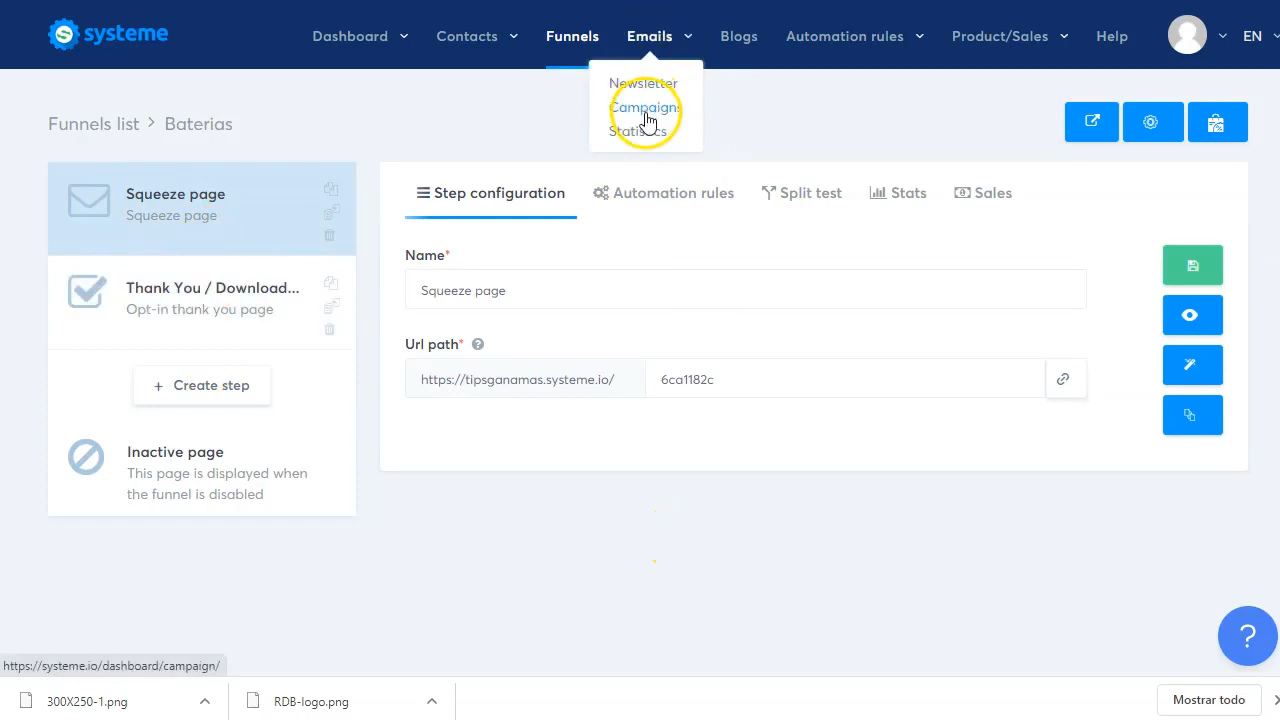 systeme
Dashboard Contacts Funnels Emails Blogs Automation rules Product/Sales Help EN
Newsletter
Campaigns
Statistics
Funnels list > Baterias
Squeeze page
Squeeze page
Thank You / Download...
Opt-in thank you page
+ Create step
Inactive page
This page is displayed when
the funnel is disabled
Step configuration Automation rules Split test Stats Sales
Name*
Squeeze page
Url path* ?
https://tipsganamas.systeme.io/ 6ca1182c
?
https://systeme.io/dashboard/campaign/
300X250-1.png RDB-logo.png Mostrar todo